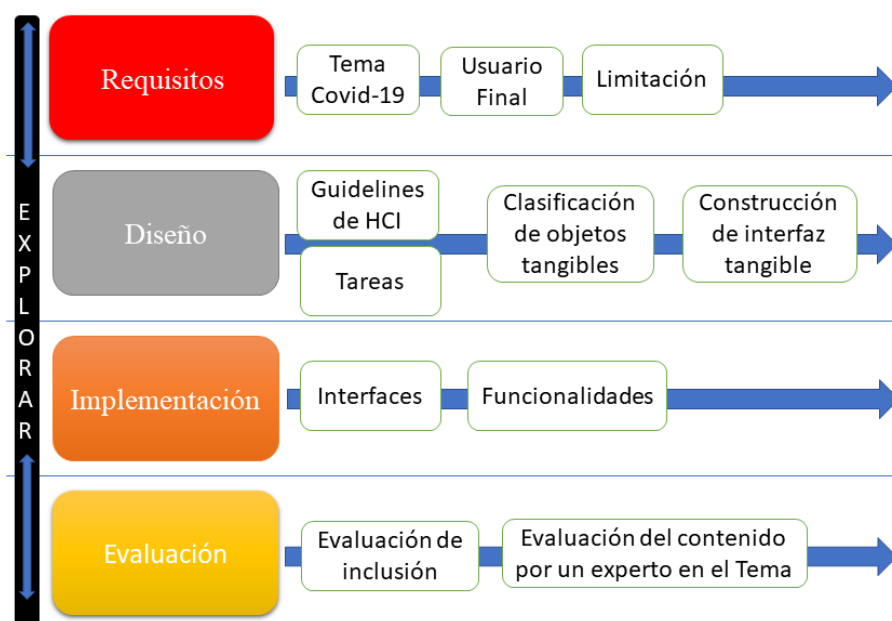 EXPLORAR
Requisitos
Tema
Covid-19
Usuario
Final
Limitación
Diseño
Guidelines
de HCI
Tareas
Clasificación
de objetos
tangibles
Construcción
de interfaz
tangible
Implementación
Interfaces
Funcionalidades
Evaluación
Evaluación de
inclusión
Evaluación del contenido
por un experto en el Tema